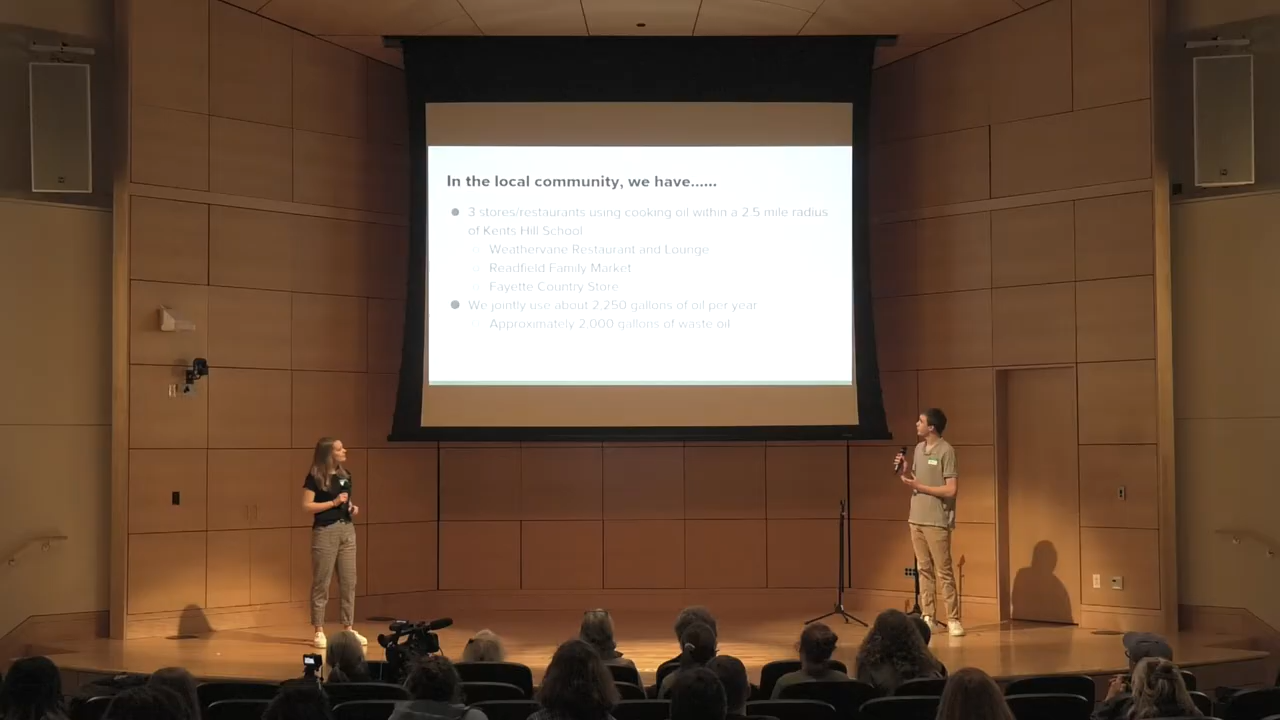 In the local community, we have......
3 stores/restaurants using cooking oil within a 2.5 mile radius
of Kents Hill School
Weathervane Restaurant and Lounge
Readfield Family Market
Fayette Country Store
We jointly use about 2,250 gallons of oil per year
Approximately 2,000 gallons of waste oil